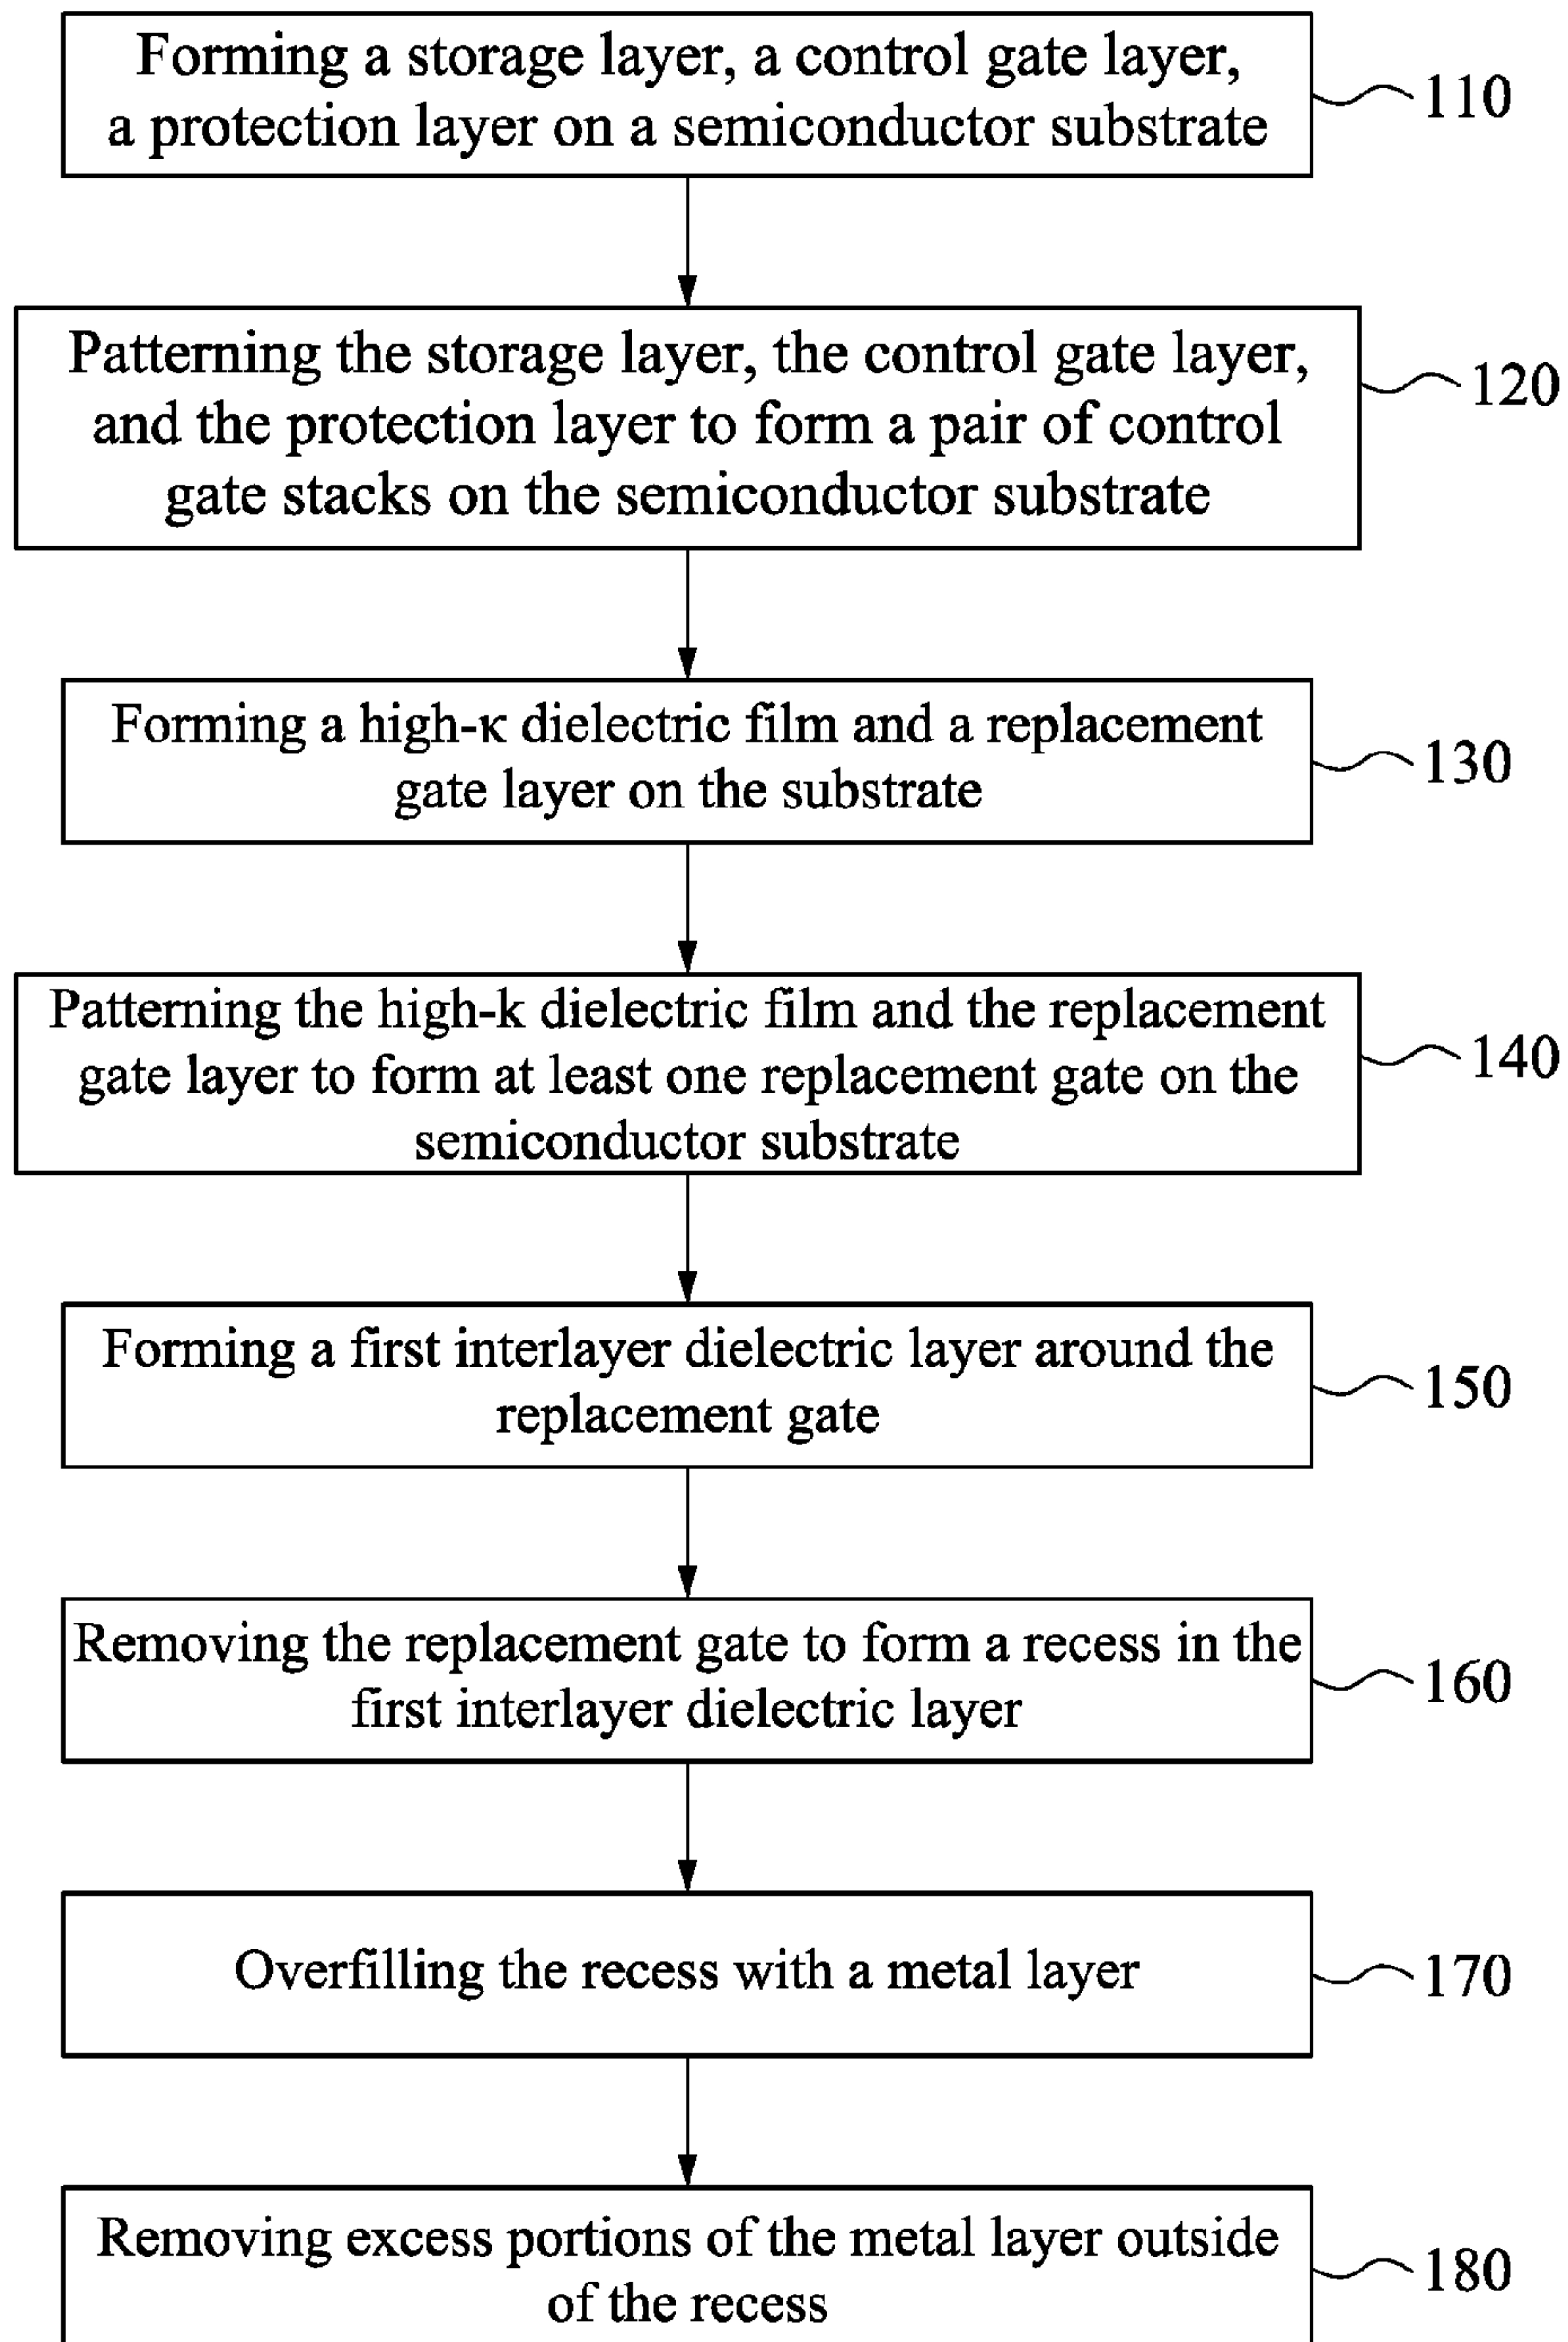 Forming a storage layer, a control gate layer,
a protection layer on a semiconductor substrate
110
Patterning the storage layer, the control gate layer,
and the protection layer to form a pair of control
gate stacks on the semiconductor substrate
120
Forming a high-κ dielectric film and a replacement
gate layer on the substrate
130
Patterning the high-k dielectric film and the replacement
gate layer to form at least one replacement gate on the
semiconductor substrate
140
Forming a first interlayer dielectric layer around the
replacement gate
150
Removing the replacement gate to form a recess in the
first interlayer dielectric layer
160
Overfilling the recess with a metal layer
170
Removing excess portions of the metal layer outside
of the recess
180